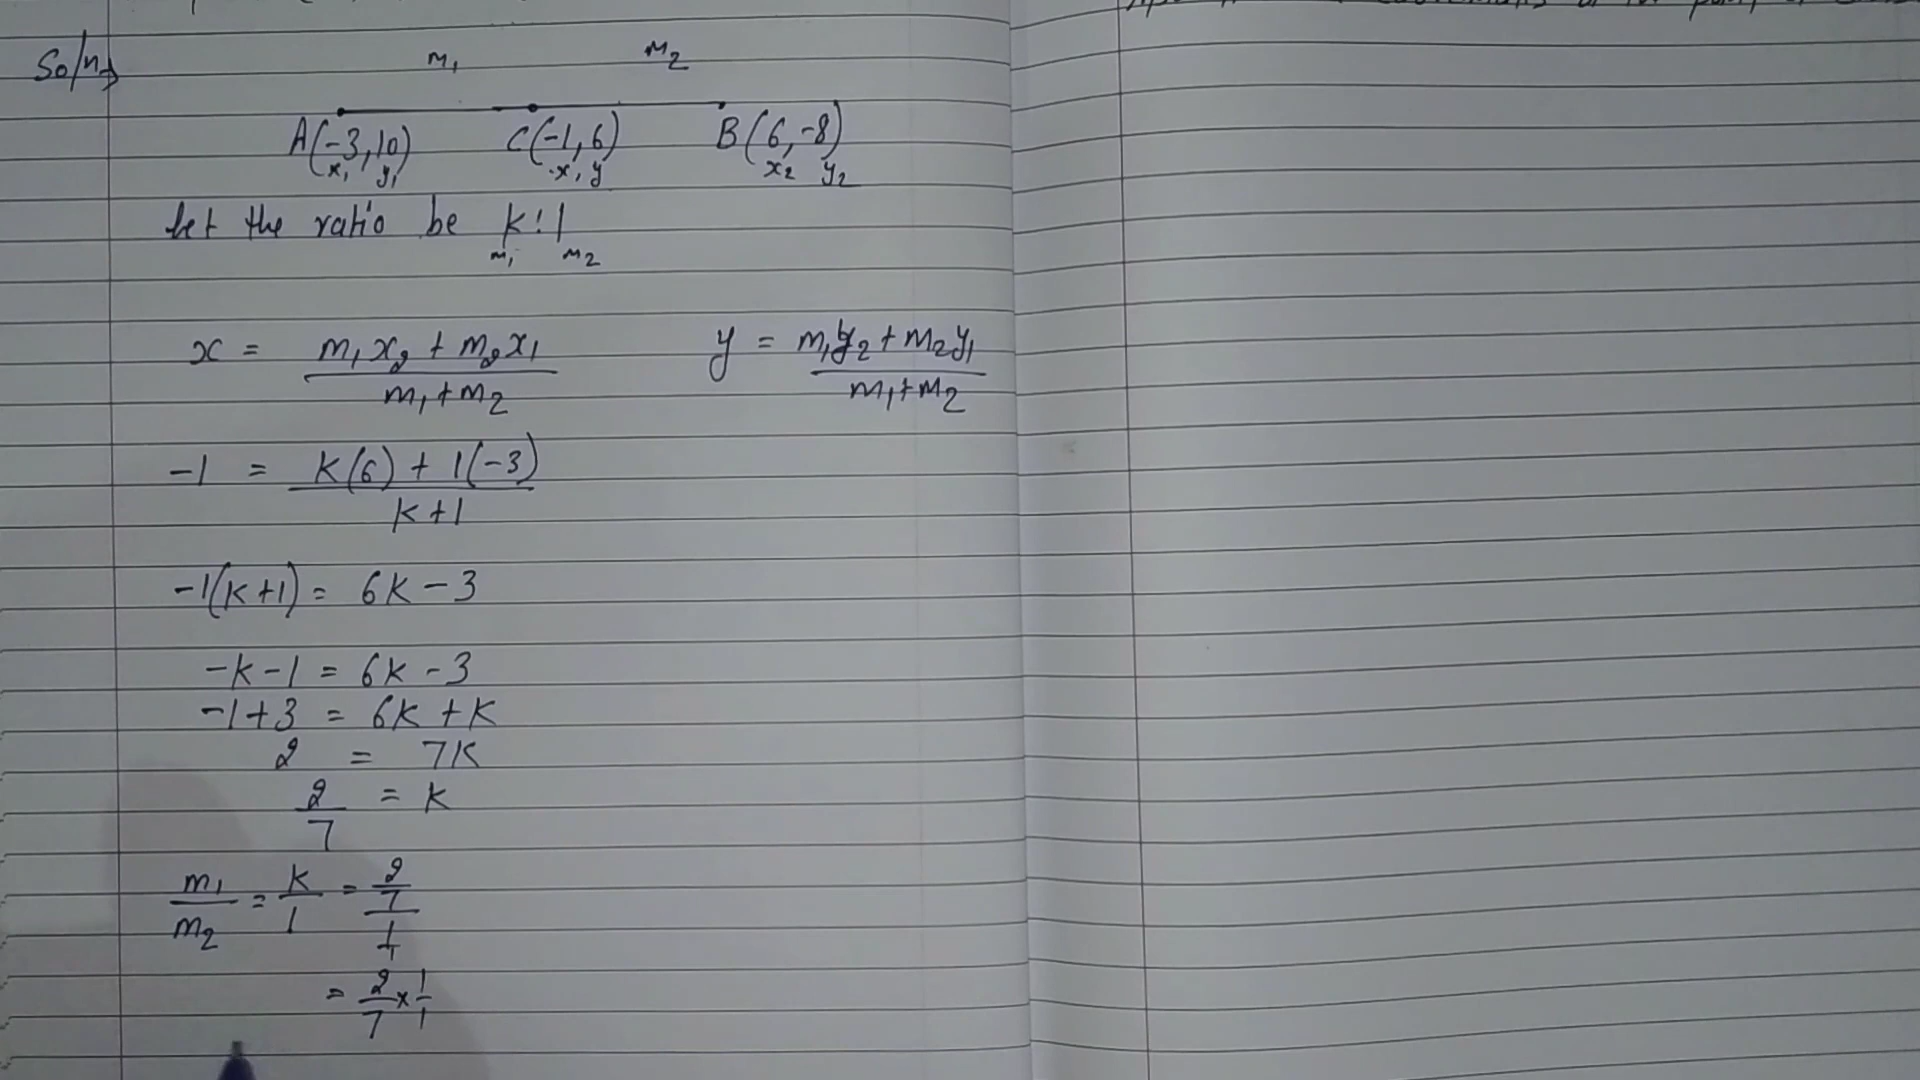 Soln→
m₁ m₂
A(-3,10) C(-1,6) B(6,-8)
x₁ y₁ x, y x₂ y₂
let the ratio be k:1
m₁ m₂
x = (m₁x₂ + m₂x₁)/(m₁+m₂) y = (m₁y₂ + m₂y₁)/(m₁+m₂)
-1 = (K(6) + 1(-3))/(k+1)
-1(k+1) = 6k - 3
-k-1 = 6k - 3
-1+3 = 6k + k
2 = 7k
2/7 = k
m₁/m₂ = k/1 = (2/7)/(1/1)
= 2/7 × 1/1